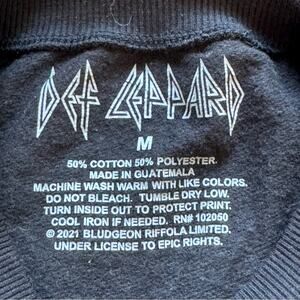 DEF LEPPARD
M
50% COTTON 50% POLYESTER.
MADE IN GUATEMALA
MACHINE WASH WARM WITH LIKE COLORS.
DO NOT BLEACH. TUMBLE DRY LOW.
TURN INSIDE OUT TO PROTECT PRINT.
COOL IRON IF NEEDED. RN# 102050
© 2021 BLUDGEON RIFFOLA LIMITED.
UNDER LICENSE TO EPIC RIGHTS.